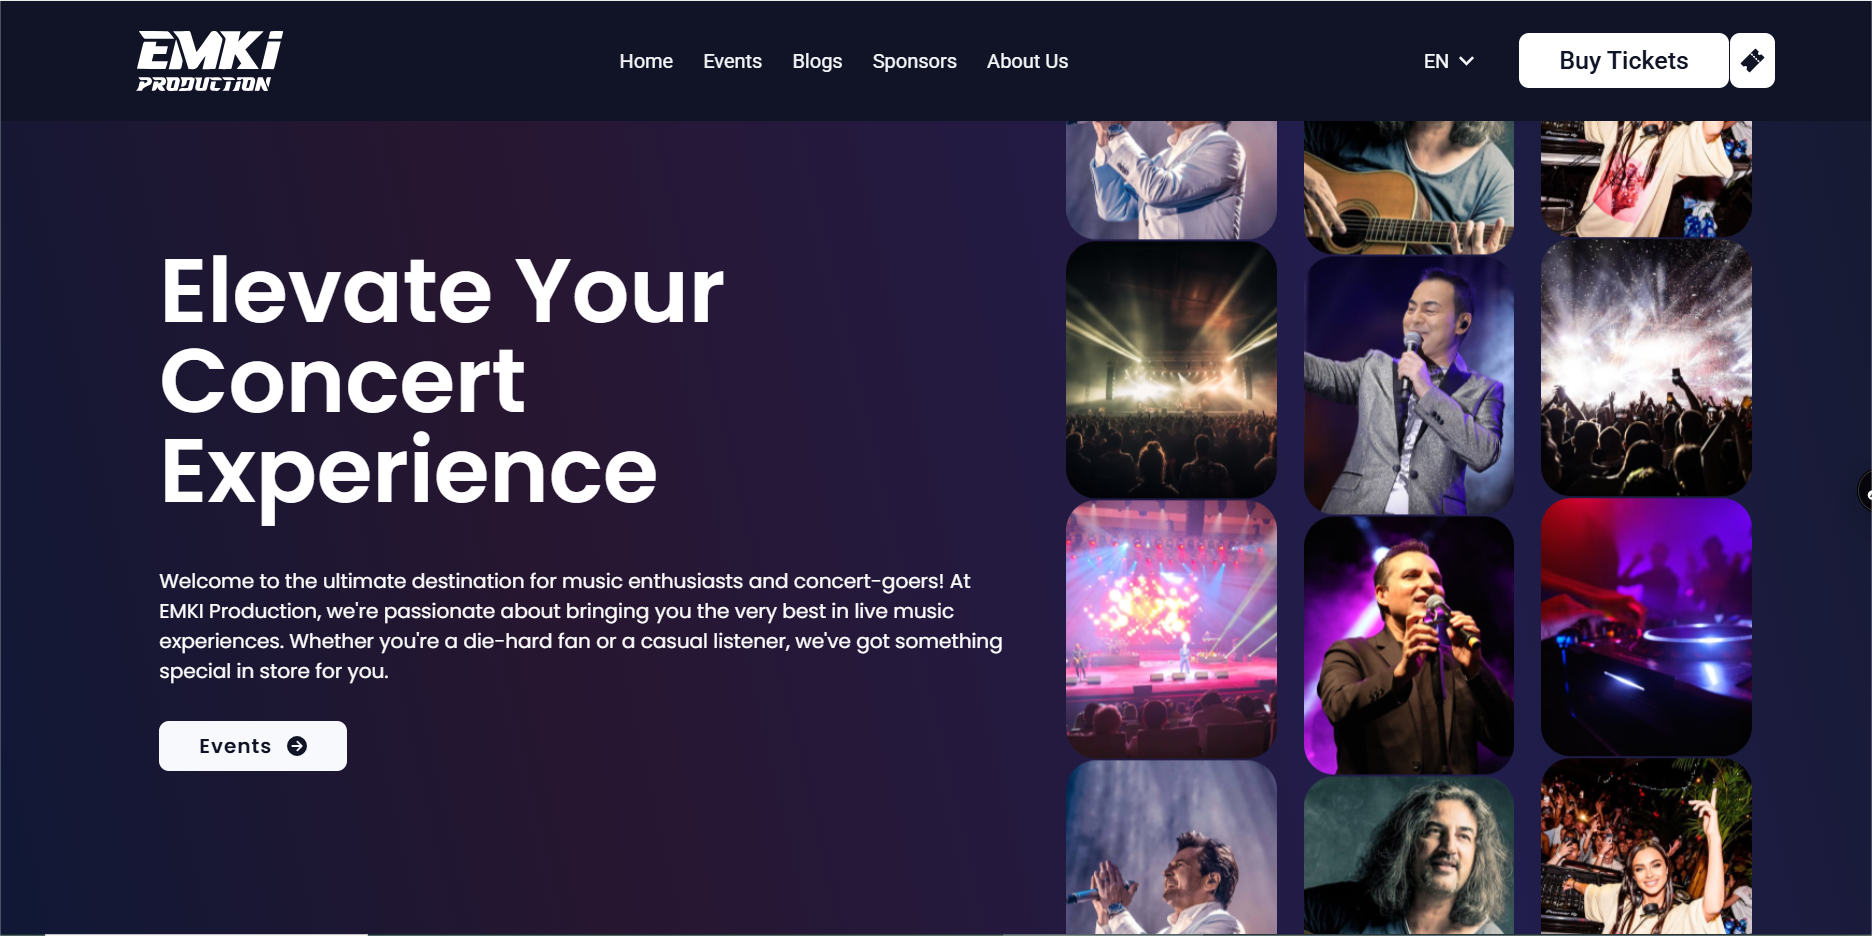 EMKi
PRODUCTION
Home Events Blogs Sponsors About Us
EN
Buy Tickets
Elevate Your
Concert
Experience
Welcome to the ultimate destination for music enthusiasts and concert-goers! At
EMKI Production, we're passionate about bringing you the very best in live music
experiences. Whether you're a die-hard fan or a casual listener, we've got something
special in store for you.
Events